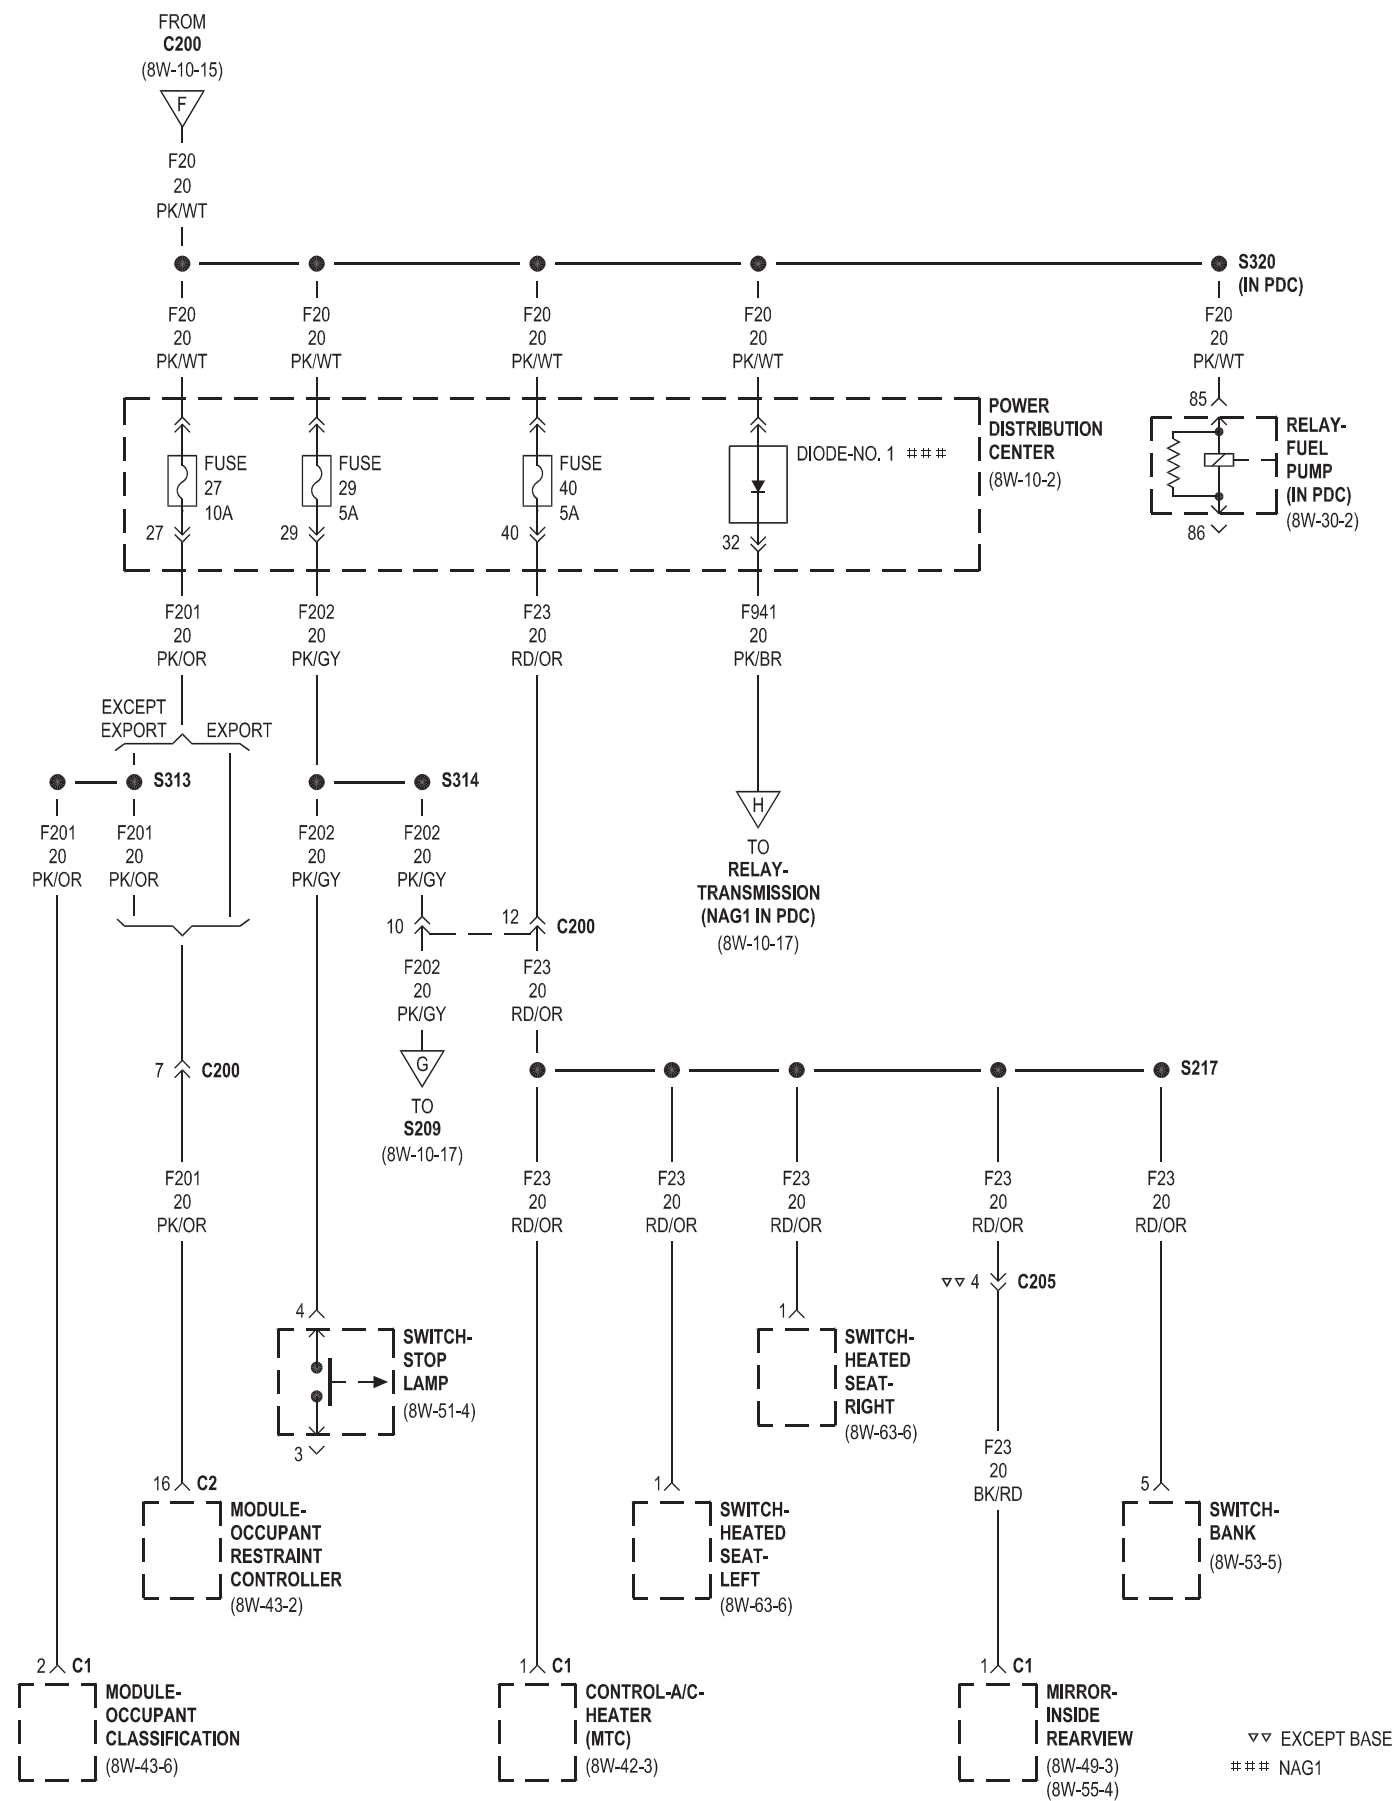 FROM
C200
(8W-10-15)
F
F20
20
PK/WT
S320
(IN PDC)
F20
20
PK/WT
F20
20
PK/WT
F20
20
PK/WT
F20
20
PK/WT
F20
20
PK/WT
FUSE
27
10A
27
FUSE
29
5A
29
FUSE
40
5A
40
DIODE-NO. 1 ###
32
POWER
DISTRIBUTION
CENTER
(8W-10-2)
85
RELAY-
FUEL
PUMP
(IN PDC)
(8W-30-2)
86
F201
20
PK/OR
F202
20
PK/GY
F23
20
RD/OR
F941
20
PK/BR
EXCEPT
EXPORT
EXPORT
S313
S314
F201
20
PK/OR
F201
20
PK/OR
F202
20
PK/GY
F202
20
PK/GY
H
TO
RELAY-
TRANSMISSION
(NAG1 IN PDC)
(8W-10-17)
10
12
C200
F202
20
PK/GY
F23
20
RD/OR
G
TO
S209
(8W-10-17)
7
C200
S217
F201
20
PK/OR
F23
20
RD/OR
F23
20
RD/OR
F23
20
RD/OR
F23
20
RD/OR
F23
20
RD/OR
▽▽ 4
C205
4
SWITCH-
STOP
LAMP
(8W-51-4)
3
1
SWITCH-
HEATED
SEAT-
RIGHT
(8W-63-6)
F23
20
BK/RD
16
C2
MODULE-
OCCUPANT
RESTRAINT
CONTROLLER
(8W-43-2)
1
SWITCH-
HEATED
SEAT-
LEFT
(8W-63-6)
5
SWITCH-
BANK
(8W-53-5)
2
C1
MODULE-
OCCUPANT
CLASSIFICATION
(8W-43-6)
1
C1
CONTROL-A/C-
HEATER
(MTC)
(8W-42-3)
1
C1
MIRROR-
INSIDE
REARVIEW
(8W-49-3)
(8W-55-4)
▽▽ EXCEPT BASE
### NAG1